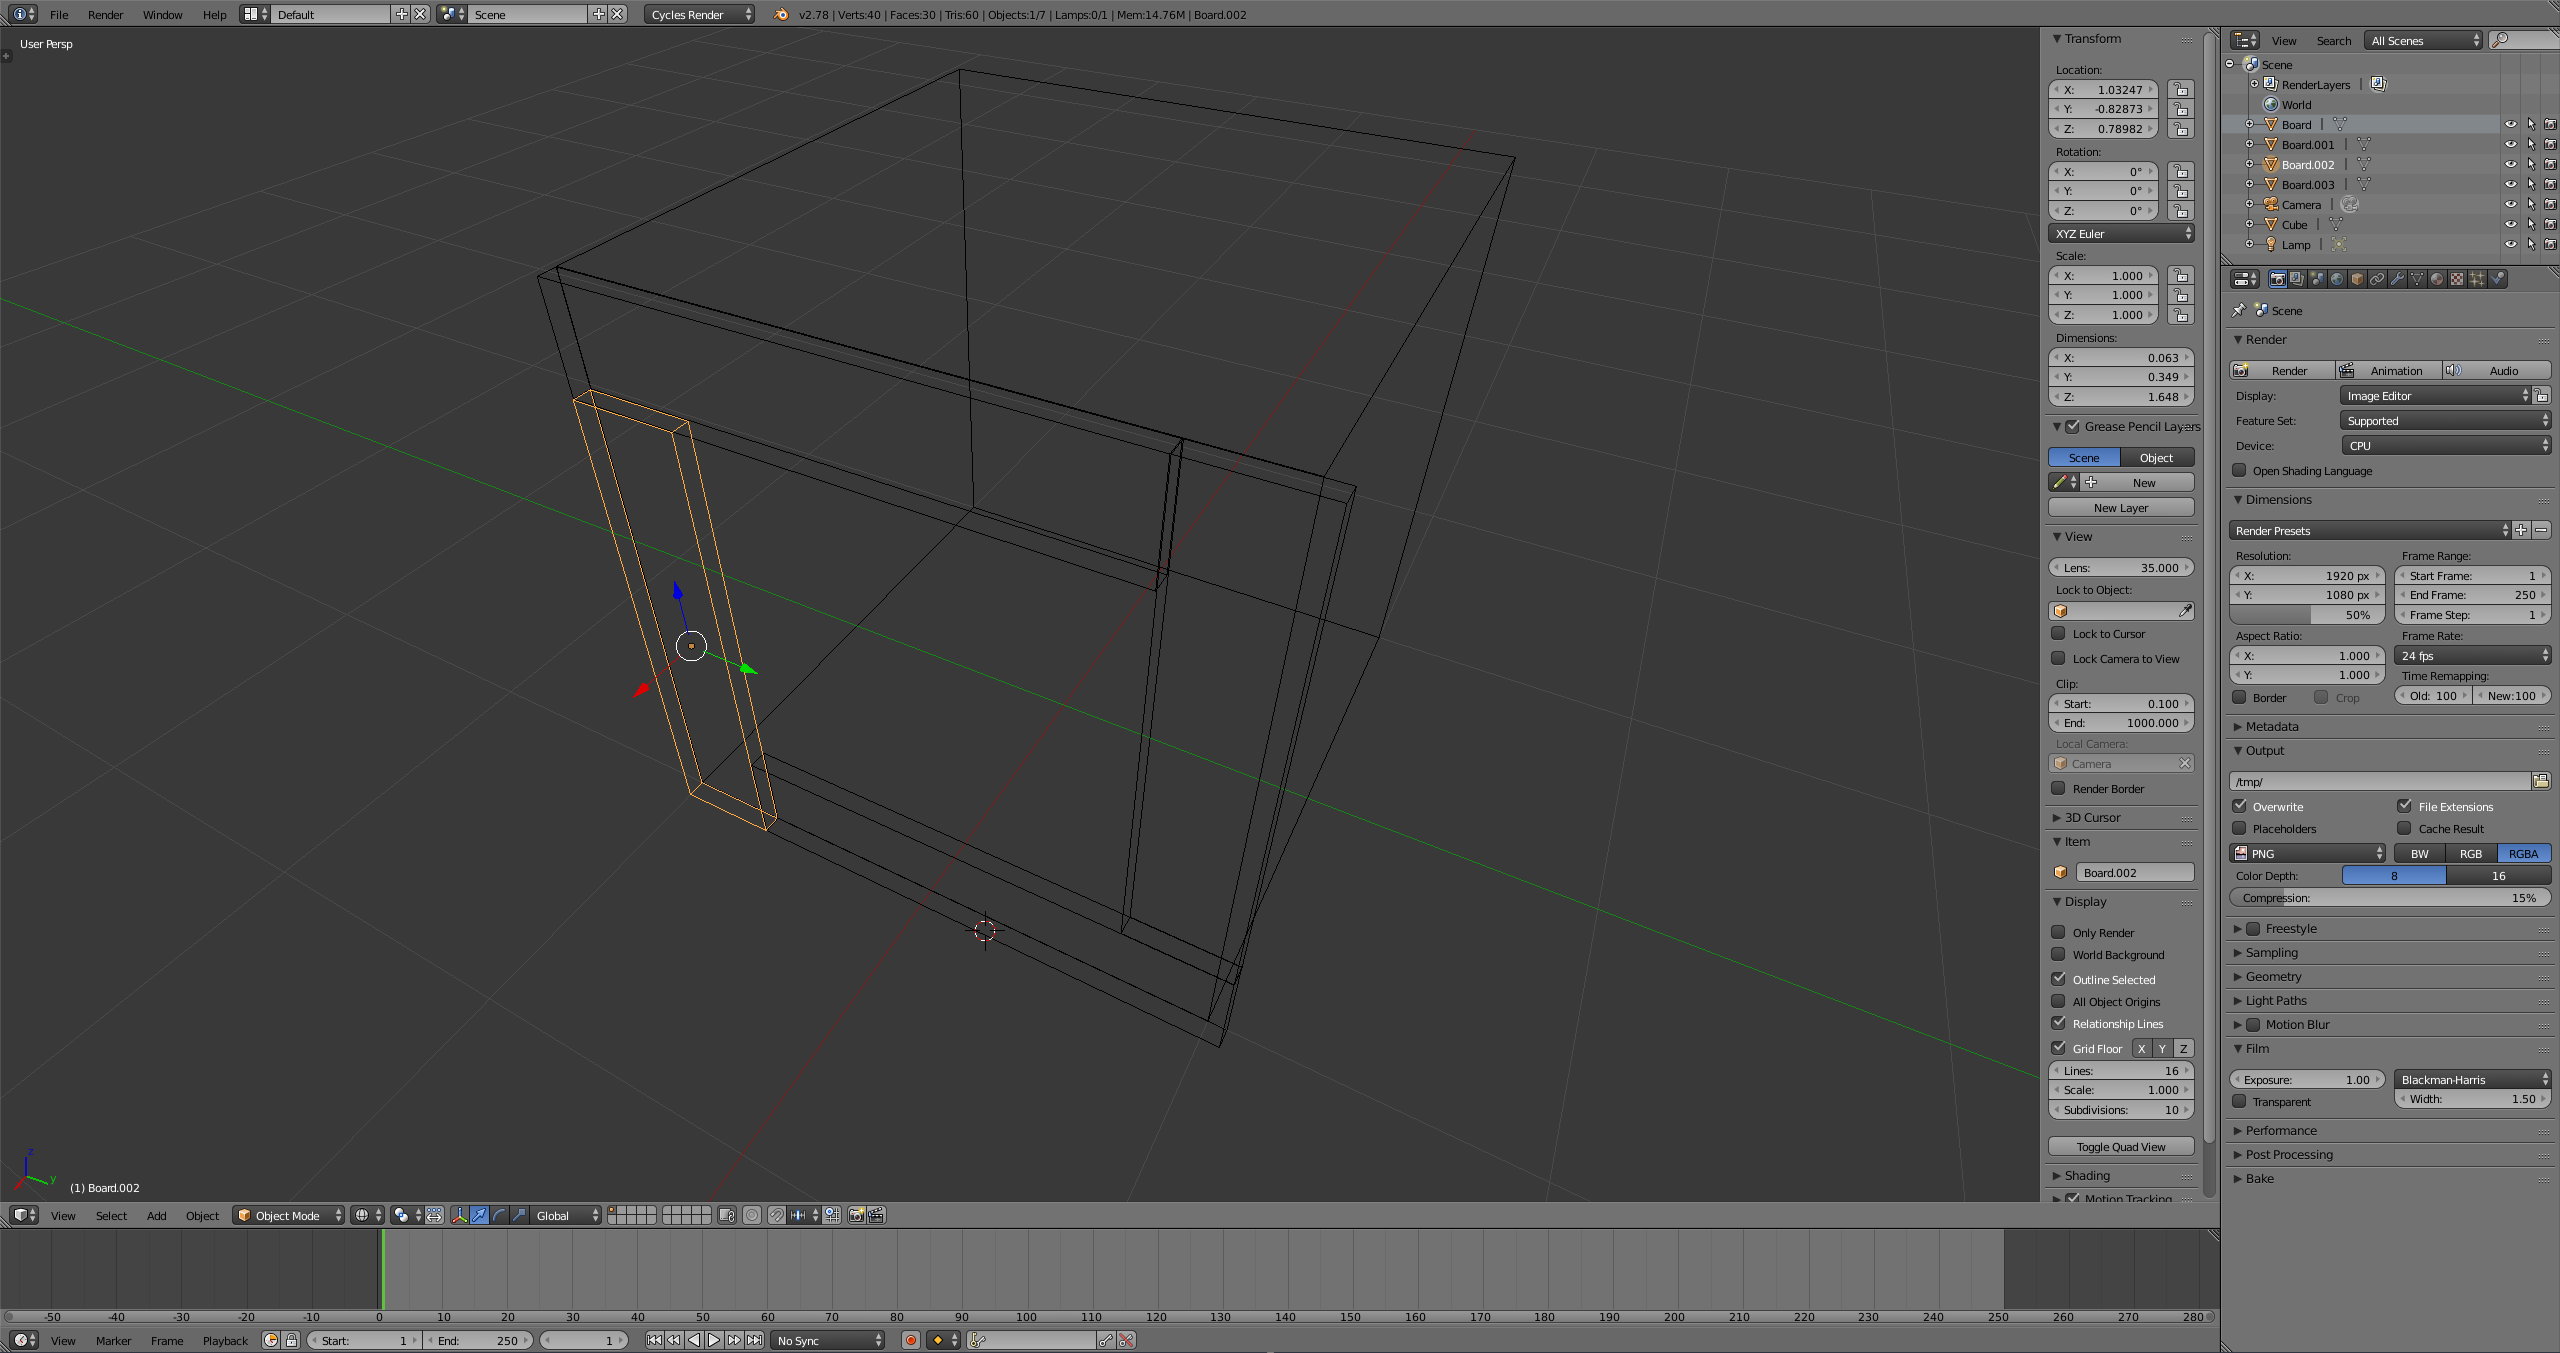 File Render Window Help Default Scene Cycles Render v2.78 | Verts:40 | Faces:30 | Tris:60 | Objects:1/7 | Lamps:0/1 | Mem:14.76M | Board.002
User Persp
(1) Board.002
z
y
Transform
Location:
X: 1.03247
Y: -0.82873
Z: 0.78982
Rotation:
X: 0°
Y: 0°
Z: 0°
XYZ Euler
Scale:
X: 1.000
Y: 1.000
Z: 1.000
Dimensions:
X: 0.063
Y: 0.349
Z: 1.648
Grease Pencil Layers
Scene Object
New
New Layer
View
Lens: 35.000
Lock to Object:
Lock to Cursor
Lock Camera to View
Clip:
Start: 0.100
End: 1000.000
Local Camera:
Camera
Render Border
3D Cursor
Item
Board.002
Display
Only Render
World Background
Outline Selected
All Object Origins
Relationship Lines
Grid Floor X Y Z
Lines: 16
Scale: 1.000
Subdivisions: 10
Toggle Quad View
Shading
Motion Tracking
View Search All Scenes
Scene
RenderLayers |
World
Board |
Board.001 |
Board.002 |
Board.003 |
Camera |
Cube |
Lamp |
Scene
Render
Render Animation Audio
Display: Image Editor
Feature Set: Supported
Device: CPU
Open Shading Language
Dimensions
Render Presets
Resolution: Frame Range:
X: 1920 px Start Frame: 1
Y: 1080 px End Frame: 250
50% Frame Step: 1
Aspect Ratio: Frame Rate:
X: 1.000 24 fps
Y: 1.000 Time Remapping:
Border Crop Old: 100 New:100
Metadata
Output
/tmp/
Overwrite File Extensions
Placeholders Cache Result
PNG BW RGB RGBA
Color Depth: 8 16
Compression: 15%
Freestyle
Sampling
Geometry
Light Paths
Motion Blur
Film
Exposure: 1.00 Blackman-Harris
Transparent Width: 1.50
Performance
Post Processing
Bake
View Select Add Object Object Mode Global
-50 -40 -30 -20 -10 0 10 20 30 40 50 60 70 80 90 100 110 120 130 140 150 160 170 180 190 200 210 220 230 240 250 260 270 280
View Marker Frame Playback Start: 1 End: 250 1 No Sync